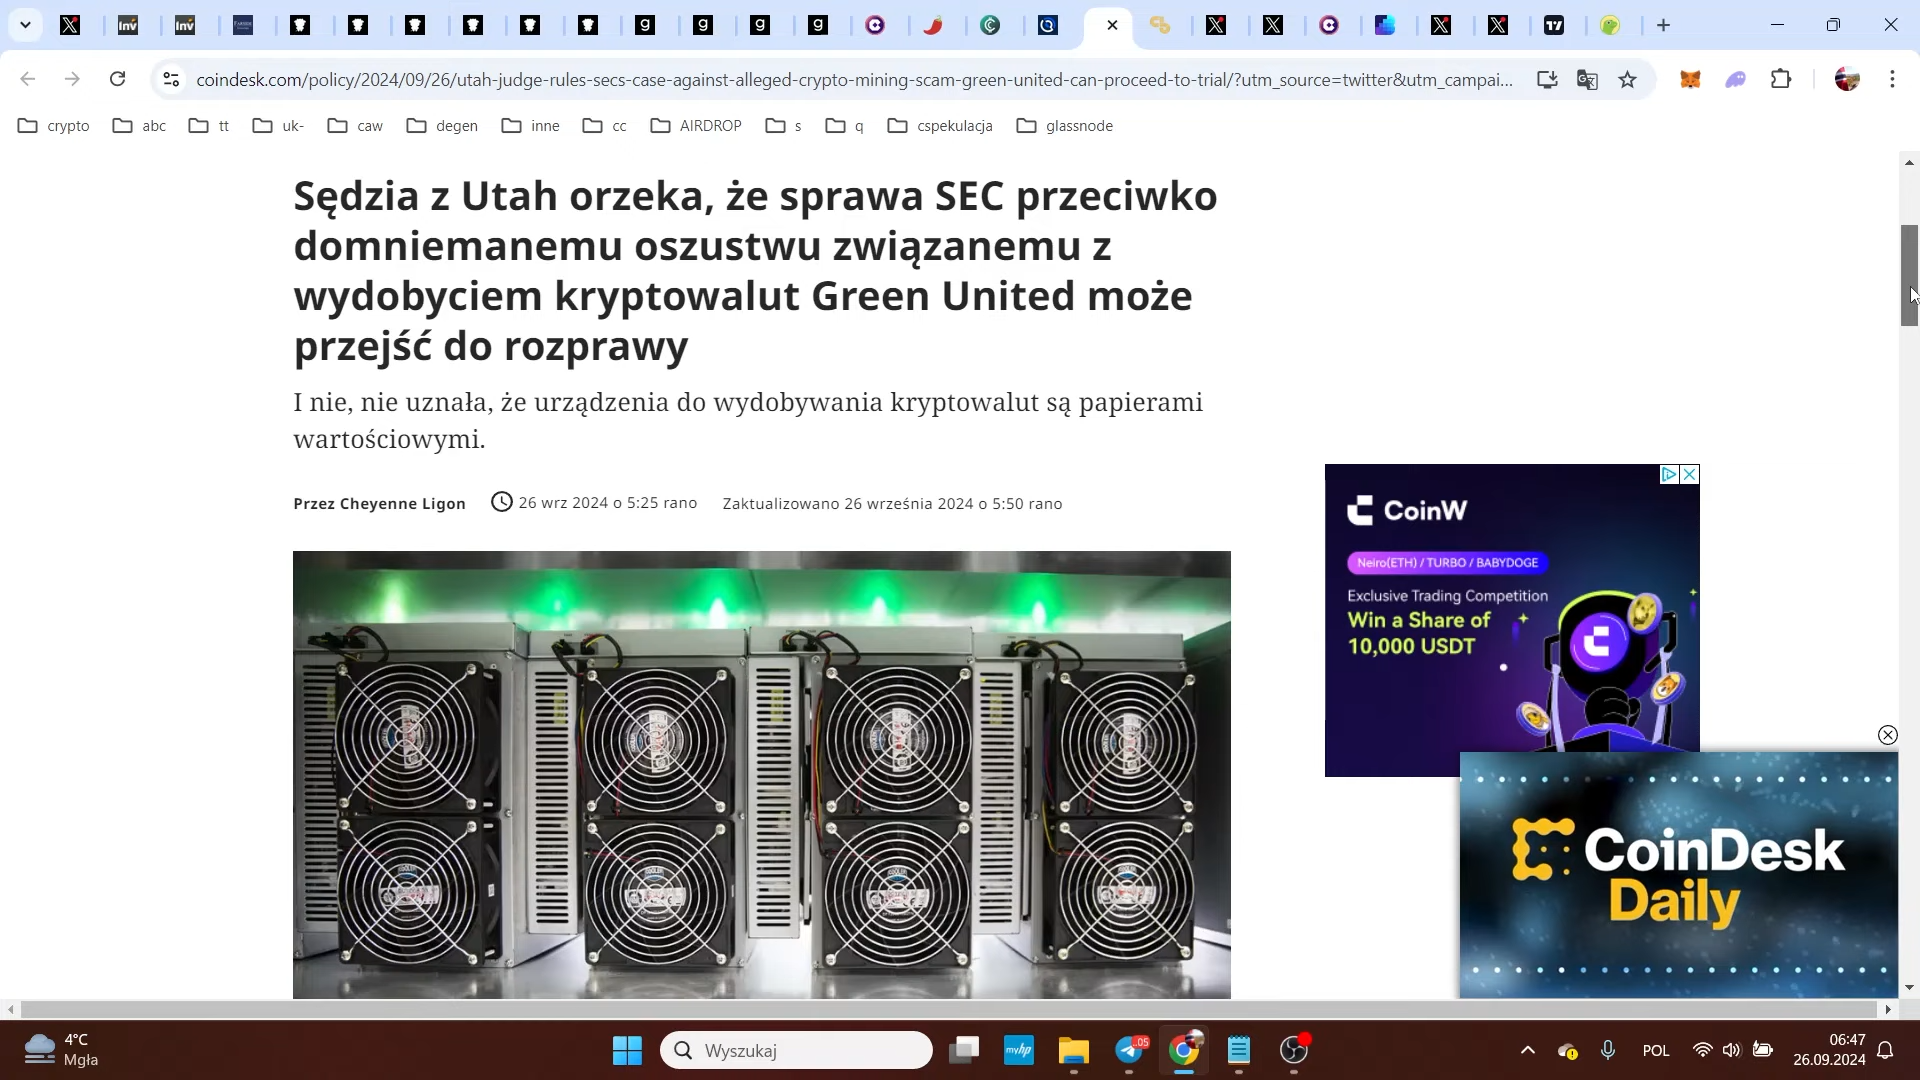 coindesk.com/policy/2024/09/26/utah-judge-rules-secs-case-against-alleged-crypto-mining-scam-green-united-can-proceed-to-trial/?utm_source=twitter&utm_campai...
crypto abc tt uk- caw degen inne cc AIRDROP s q cspekulacja glassnode
Sędzia z Utah orzeka, że sprawa SEC przeciwko
domniemanemu oszustwu związanemu z
wydobyciem kryptowalut Green United może
przejść do rozprawy
I nie, nie uznała, że urządzenia do wydobywania kryptowalut są papierami
wartościowymi.
Przez Cheyenne Ligon 26 wrz 2024 o 5:25 rano Zaktualizowano 26 września 2024 o 5:50 rano
CoinW
Neiro(ETH) / TURBO / BABYDOGE
Exclusive Trading Competition
Win a Share of
10,000 USDT
CoinDesk
Daily
4°C
Mgła
Wyszukaj
myhp
.05
POL
06:47
26.09.2024